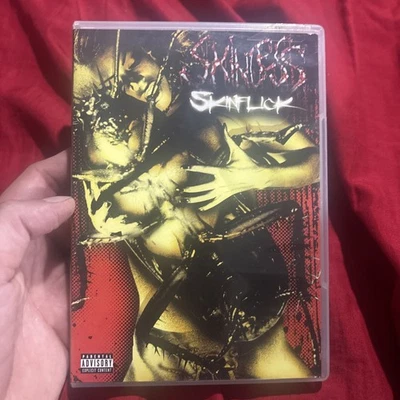 SKINLESS
SKINFLICK
PARENTAL
ADVISORY
EXPLICIT CONTENT